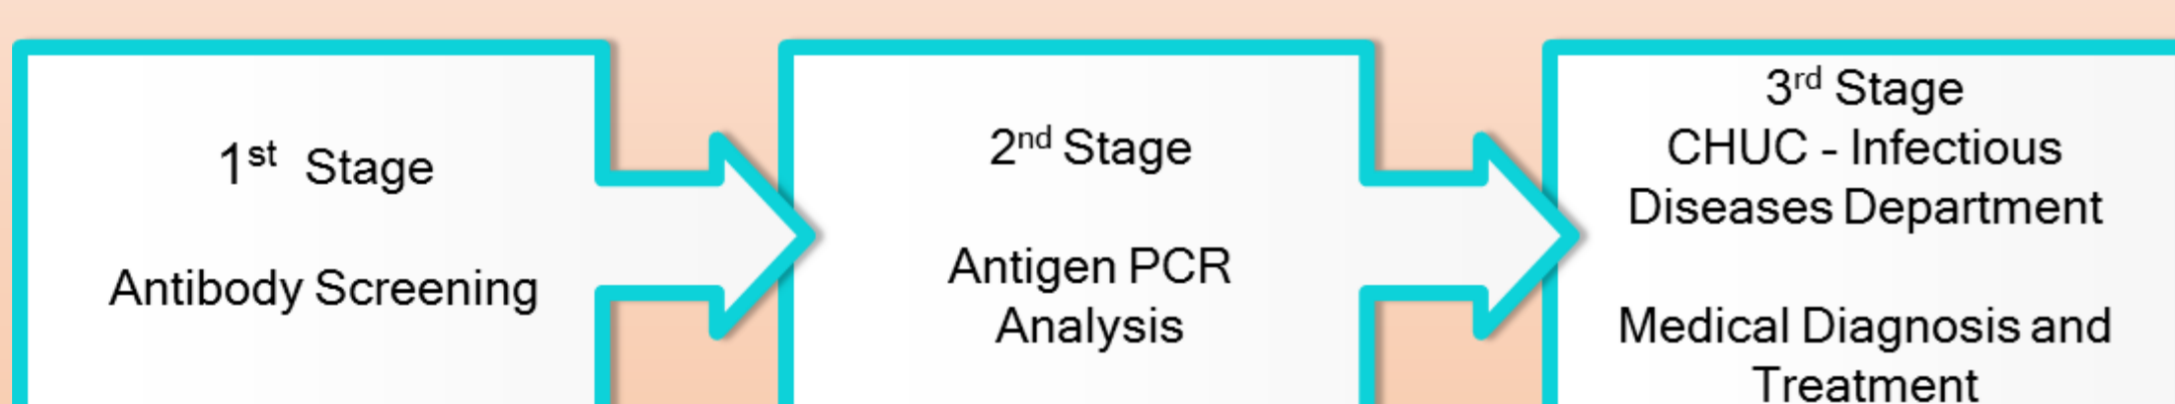 1st Stage
Antibody Screening
2nd Stage
Antigen PCR
Analysis
3rd Stage
CHUC - Infectious
Diseases Department
Medical Diagnosis and
Treatment